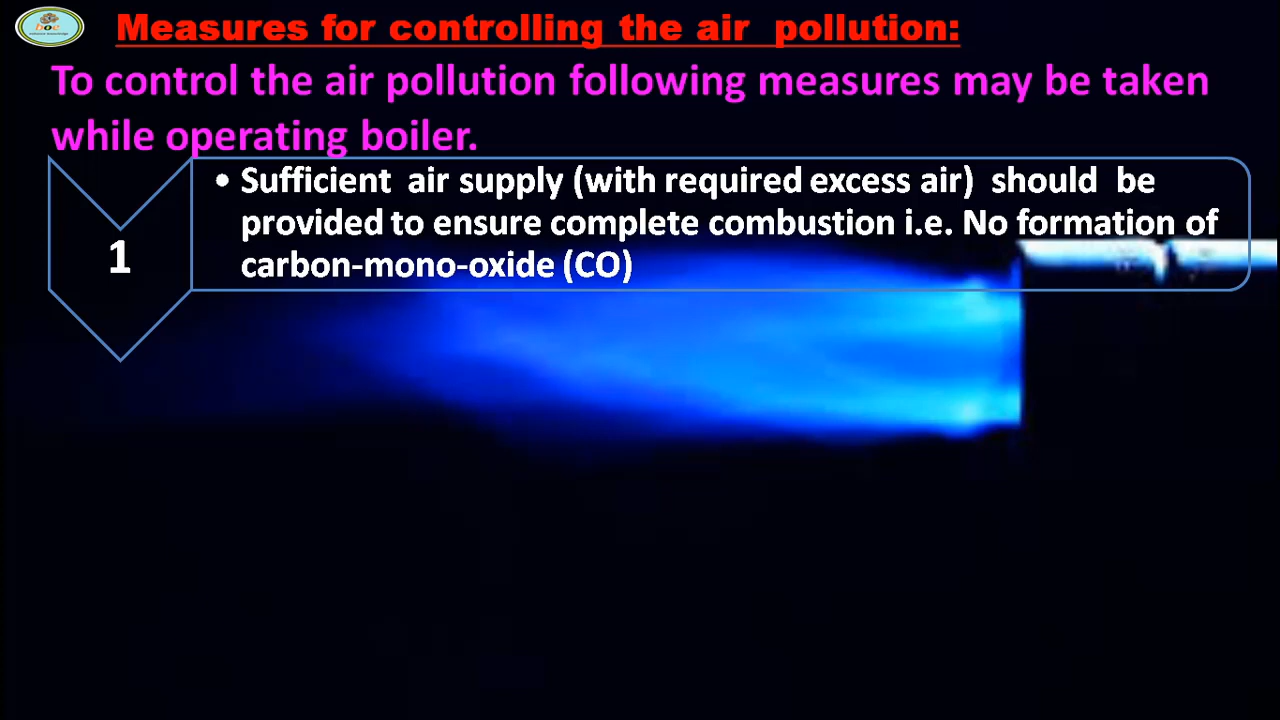 Measures for controlling the air pollution:
To control the air pollution following measures may be taken
while operating boiler.
1
• Sufficient air supply (with required excess air) should be
provided to ensure complete combustion i.e. No formation of
carbon-mono-oxide (CO)